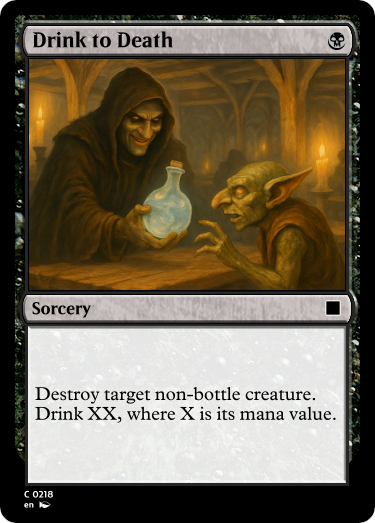 Drink to Death
Sorcery
Destroy target non-bottle creature.
Drink XX, where X is its mana value.
C 0218
en